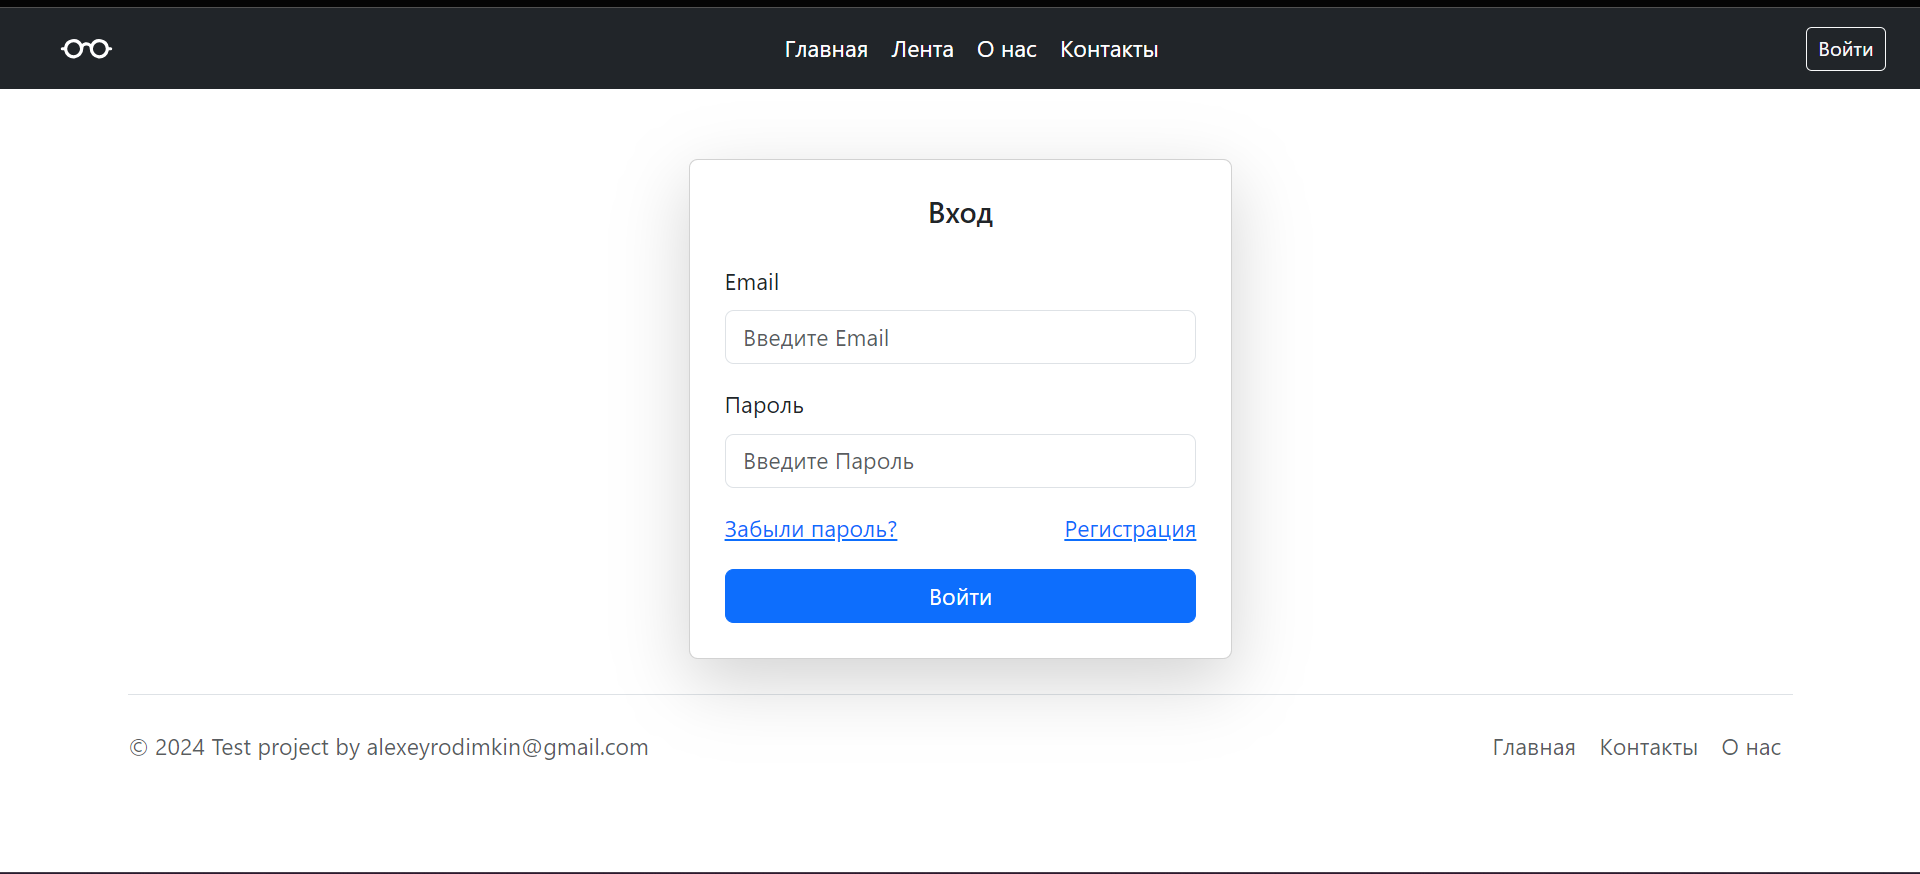 Главная Лента О нас Контакты Войти
Вход
Email
Введите Email
Пароль
Введите Пароль
Забыли пароль? Регистрация
Войти
© 2024 Test project by alexeyrodimkin@gmail.com Главная Контакты О нас